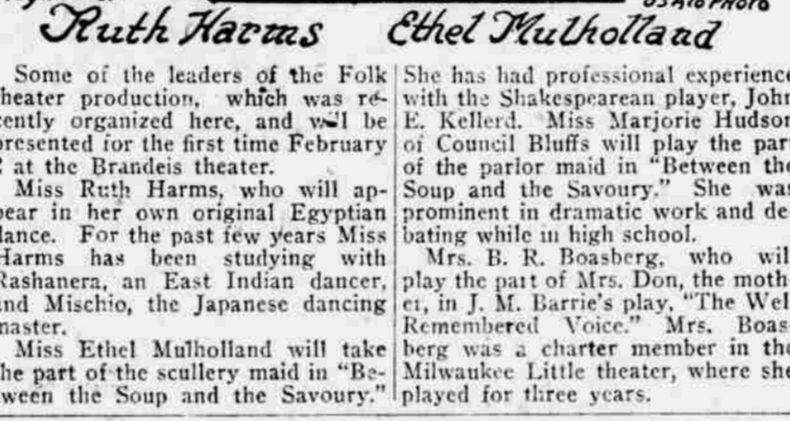 Ruth Harms
Ethel Mulholland
Some of the leaders of the Folk
heater production, which was re-
cently organized here, and will be
presented for the first time February
at the Brandeis theater.
Miss Ruth Harms, who will ap-
pear in her own original Egyptian
dance. For the past few years Miss
Harms has been studying with
Rashanera, an East Indian dancer,
and Mischio, the Japanese dancing
master.
Miss Ethel Mulholland will take
the part of the scullery maid in "Be-
tween the Soup and the Savoury."
She has had professional experience
with the Shakespearean player, John
E. Kellerd. Miss Marjorie Hudson
of Council Bluffs will play the part
of the parlor maid in "Between the
Soup and the Savoury." She was
prominent in dramatic work and de-
bating while in high school.
Mrs. B. R. Boasberg, who will
play the part of Mrs. Don, the moth-
er, in J. M. Barrie's play, "The Well
Remembered Voice." Mrs. Boas-
berg was a charter member in the
Milwaukee Little theater, where she
played for three years.